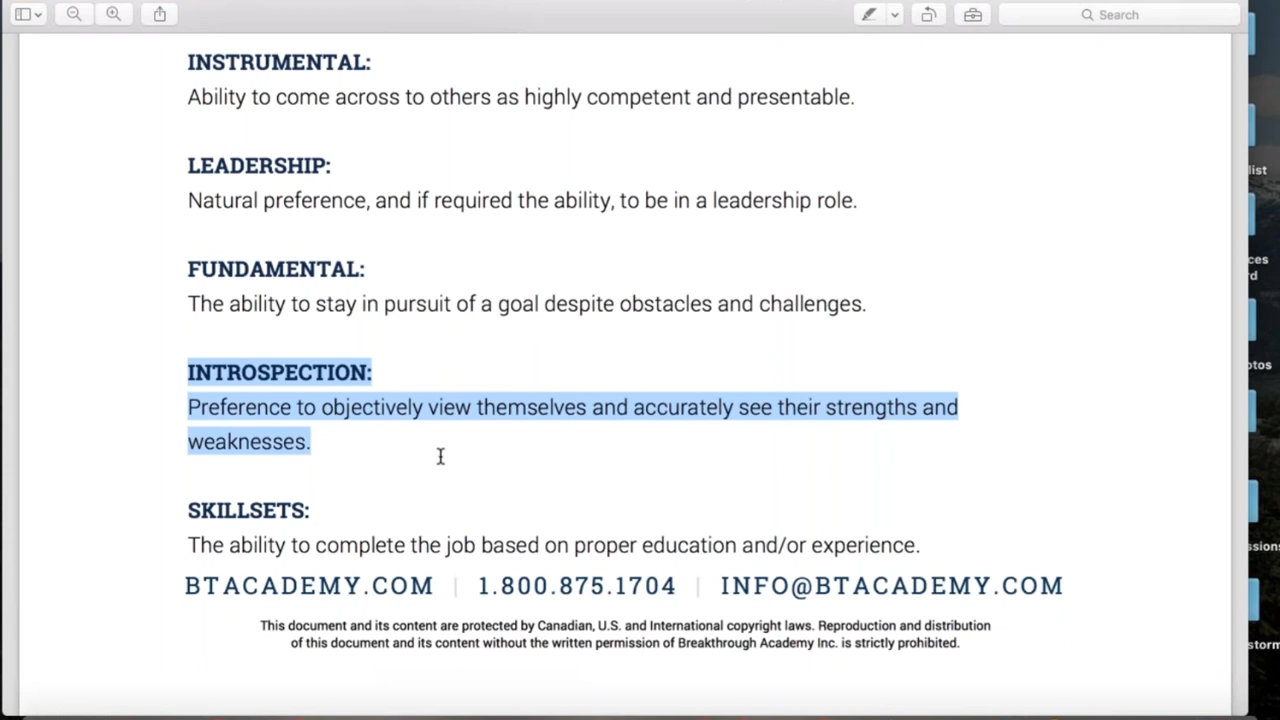 Search
INSTRUMENTAL:
Ability to come across to others as highly competent and presentable.
LEADERSHIP:
Natural preference, and if required the ability, to be in a leadership role.
FUNDAMENTAL:
The ability to stay in pursuit of a goal despite obstacles and challenges.
INTROSPECTION:
Preference to objectively view themselves and accurately see their strengths and
weaknesses.
SKILLSETS:
The ability to complete the job based on proper education and/or experience.
BTACADEMY.COM | 1.800.875.1704 | INFO@BTACADEMY.COM
This document and its content are protected by Canadian, U.S. and International copyright laws. Reproduction and distribution
of this document and its content without the written permission of Breakthrough Academy Inc. is strictly prohibited.